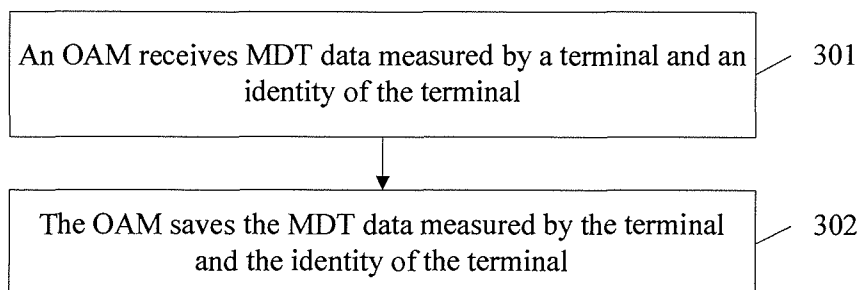 An OAM receives MDT data measured by a terminal and an
identity of the terminal
301
The OAM saves the MDT data measured by the terminal
and the identity of the terminal
302